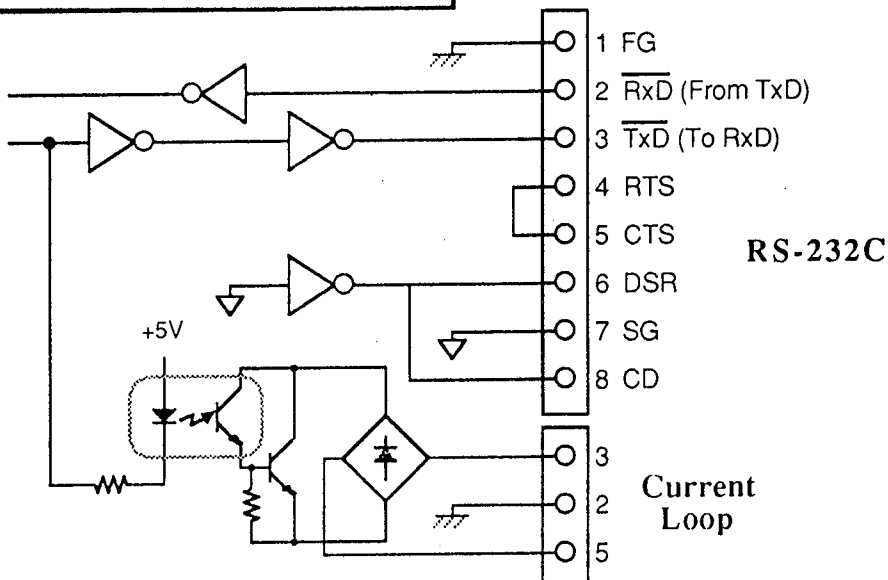 1 FG
2 RxD (From TxD)
3 TxD (To RxD)
4 RTS
5 CTS
RS-232C
6 DSR
+5V
7 SG
8 CD
3
2
Current
Loop
5